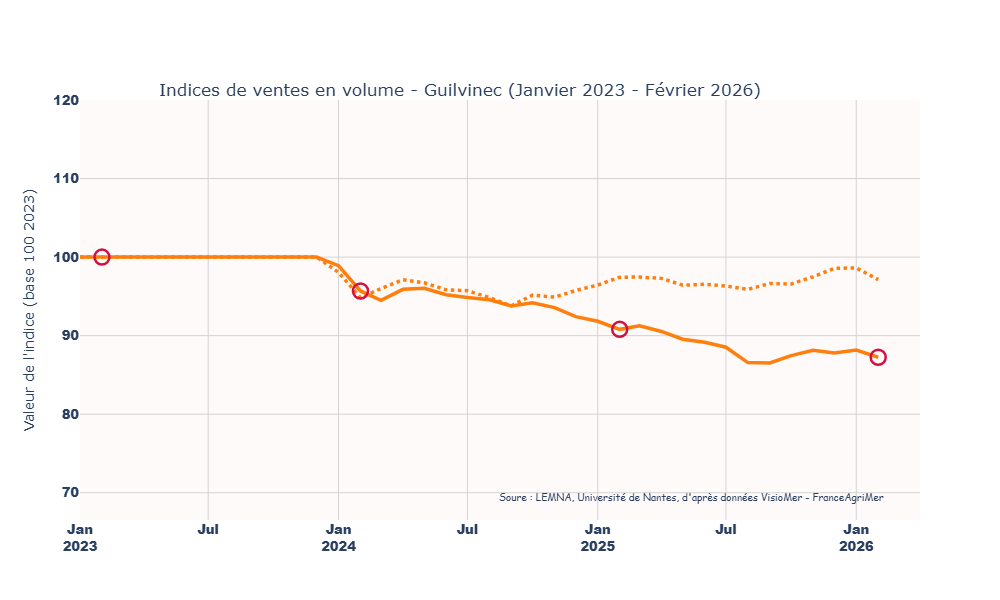 Indices de ventes en volume - Guilvinec (Janvier 2023 - Février 2026)
Valeur de l'indice (base 100 2023)
120
110
100
90
80
70
Soure : LEMNA, Université de Nantes, d'après données VisioMer - FranceAgriMer
Jan Jul Jan Jul Jan Jul Jan
2023 2024 2025 2026